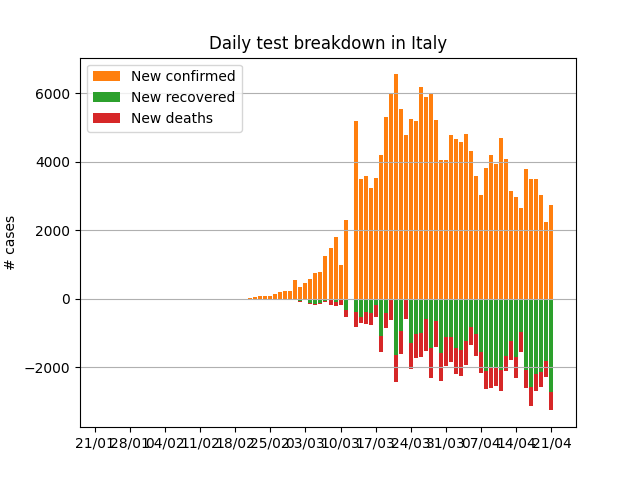 Daily test breakdown in Italy
New confirmed
New recovered
New deaths
# cases
6000
4000
2000
0
−2000
21/01 28/01 04/02 11/02 18/02 25/02 03/03 10/03 17/03 24/03 31/03 07/04 14/04 21/04